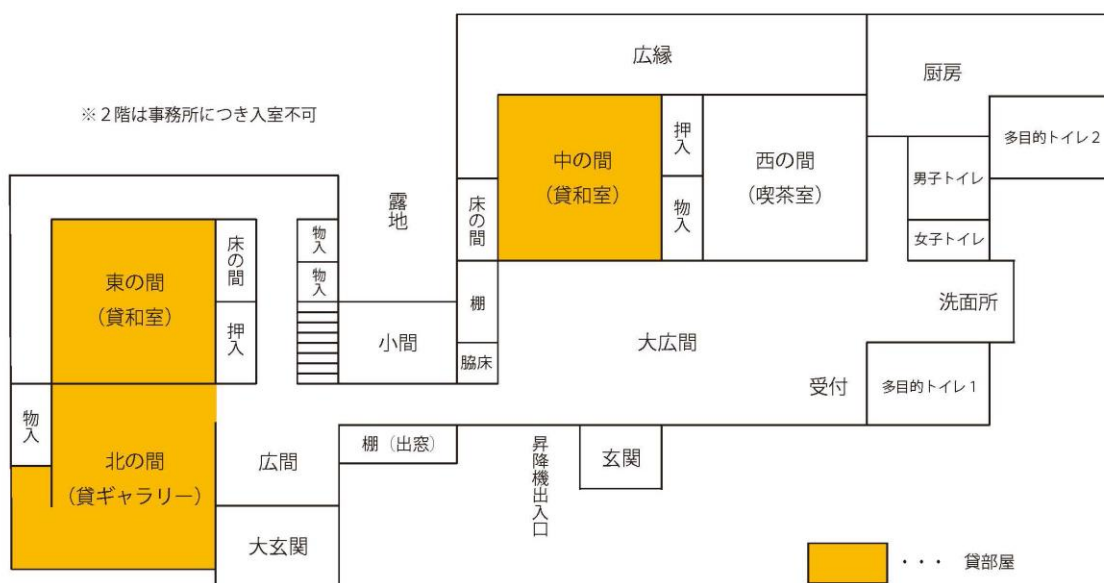 広縁
厨房
※２階は事務所につき入室不可
多目的トイレ２
中の間
（貸和室）
押入
物入
西の間
（喫茶室）
男子トイレ
女子トイレ
露地
床の間
物入
物入
床の間
東の間
（貸和室）
押入
小間
棚
脇床
大広間
洗面所
受付
多目的トイレ１
物入
北の間
（貸ギャラリー）
広間
棚（出窓）
昇降機出入口
玄関
大玄関
・・・ 貸部屋